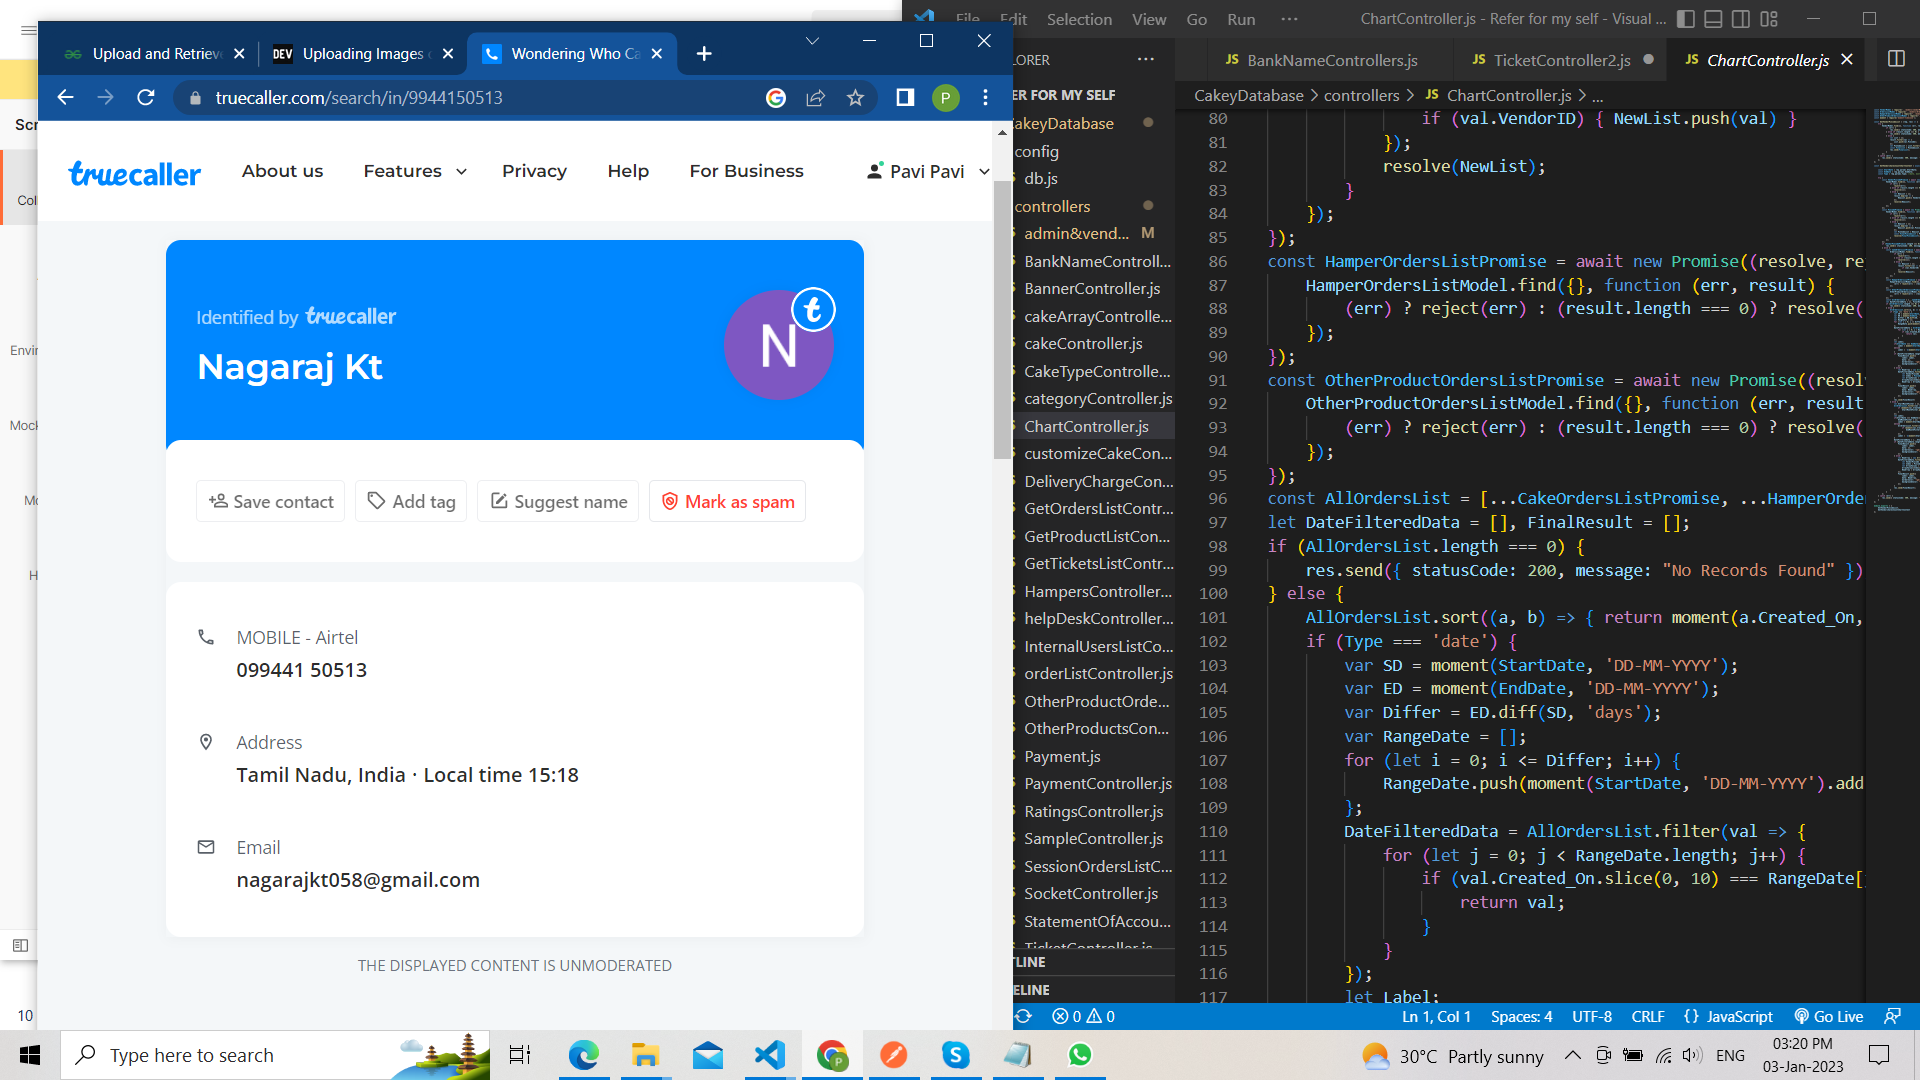 Upload and Retrieve
DEV Uploading Images
Wondering Who Ca
truecaller.com/search/in/9944150513
P
truecaller
About us
Features
Privacy
Help
For Business
Pavi Pavi
Identified by truecaller
Nagaraj Kt
N
t
Save contact
Add tag
Suggest name
Mark as spam
MOBILE - Airtel
099441 50513
Address
Tamil Nadu, India · Local time 15:18
Email
nagarajkt058@gmail.com
THE DISPLAYED CONTENT IS UNMODERATED
Scr
Coll
Envir
Mock
Mo
H
10
File Edit Selection View Go Run ···
ChartController.js - Refer for my self - Visual ...
LORER ···
JS BankNameControllers.js
JS TicketController2.js
JS ChartController.js
CakeyDatabase > controllers > JS ChartController.js > ...
ER FOR MY SELF
CakeyDatabase
config
db.js
controllers
admin&vend... M
BankNameControll...
BannerController.js
cakeArrayControlle...
cakeController.js
CakeTypeControlle...
categoryController.js
ChartController.js
customizeCakeCon...
DeliveryChargeCon...
GetOrdersListContr...
GetProductListCon...
GetTicketsListContr...
HampersController...
helpDeskController...
InternalUsersListCo...
orderListController.js
OtherProductOrde...
OtherProductsCon...
Payment.js
PaymentController.js
RatingsController.js
SampleController.js
SessionOrdersListC...
SocketController.js
StatementOfAccou...
TicketController.js
TLINE
ELINE
80 if (val.VendorID) { NewList.push(val) }
81 });
82 resolve(NewList);
83 }
84 });
85 });
86 const HamperOrdersListPromise = await new Promise((resolve, re
87 HamperOrdersListModel.find({}, function (err, result) {
88 (err) ? reject(err) : (result.length === 0) ? resolve(
89 });
90 });
91 const OtherProductOrdersListPromise = await new Promise((resol
92 OtherProductOrdersListModel.find({}, function (err, result
93 (err) ? reject(err) : (result.length === 0) ? resolve(
94 });
95 });
96 const AllOrdersList = [...CakeOrdersListPromise, ...HamperOrde
97 let DateFilteredData = [], FinalResult = [];
98 if (AllOrdersList.length === 0) {
99 res.send({ statusCode: 200, message: "No Records Found" })
100 } else {
101 AllOrdersList.sort((a, b) => { return moment(a.Created_On,
102 if (Type === 'date') {
103 var SD = moment(StartDate, 'DD-MM-YYYY');
104 var ED = moment(EndDate, 'DD-MM-YYYY');
105 var Differ = ED.diff(SD, 'days');
106 var RangeDate = [];
107 for (let i = 0; i <= Differ; i++) {
108 RangeDate.push(moment(StartDate, 'DD-MM-YYYY').add
109 };
110 DateFilteredData = AllOrdersList.filter(val => {
111 for (let j = 0; j < RangeDate.length; j++) {
112 if (val.Created_On.slice(0, 10) === RangeDate[
113 return val;
114 }
115 }
116 });
117 let Label;
0 0
Ln 1, Col 1 Spaces: 4 UTF-8 CRLF {} JavaScript Go Live
Type here to search
30°C Partly sunny
ENG
03:20 PM
03-Jan-2023